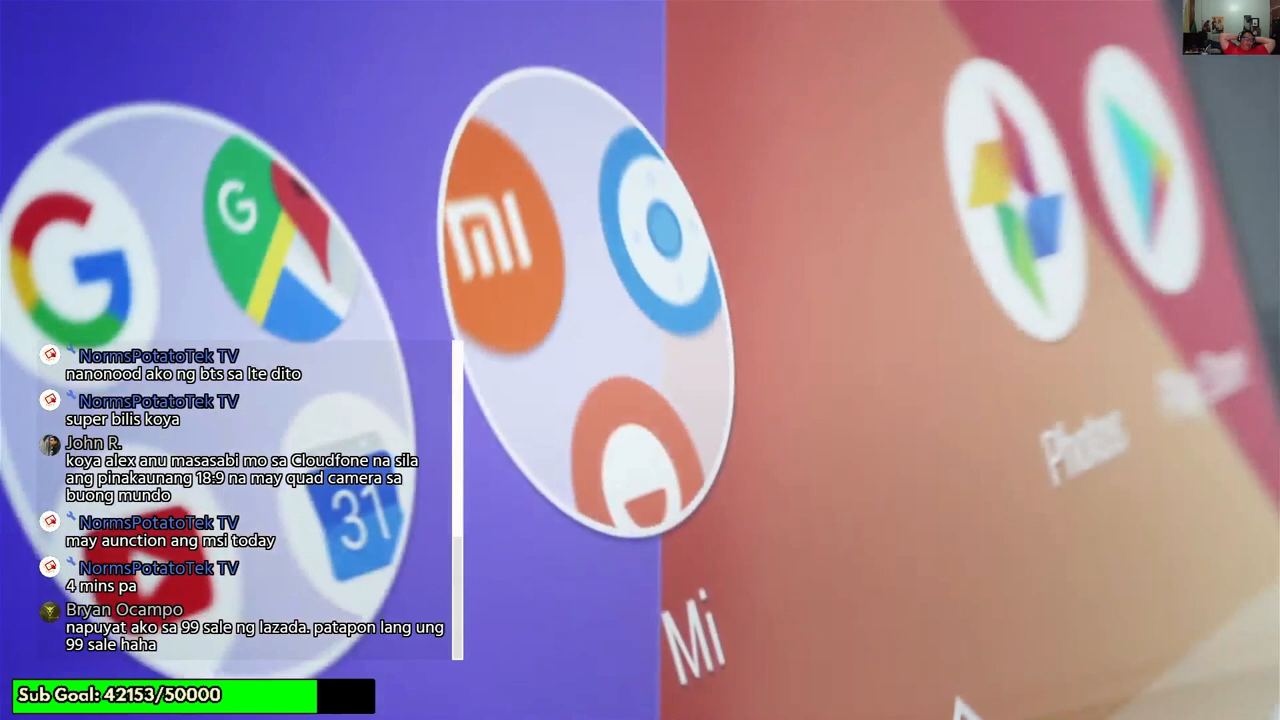 G
G
mi
31
Mi
Photos
NormsPotatoTek TV
nanonood ako ng bts sa lte dito
NormsPotatoTek TV
super bilis koya
John R.
koya alex anu masasabi mo sa Cloudfone na sila
ang pinakaunang 18:9 na may quad camera sa
buong mundo
NormsPotatoTek TV
may aunction ang msi today
NormsPotatoTek TV
4 mins pa
Bryan Ocampo
napuyat ako sa 99 sale ng lazada. patapon lang ung
99 sale haha
Sub Goal: 42153/50000